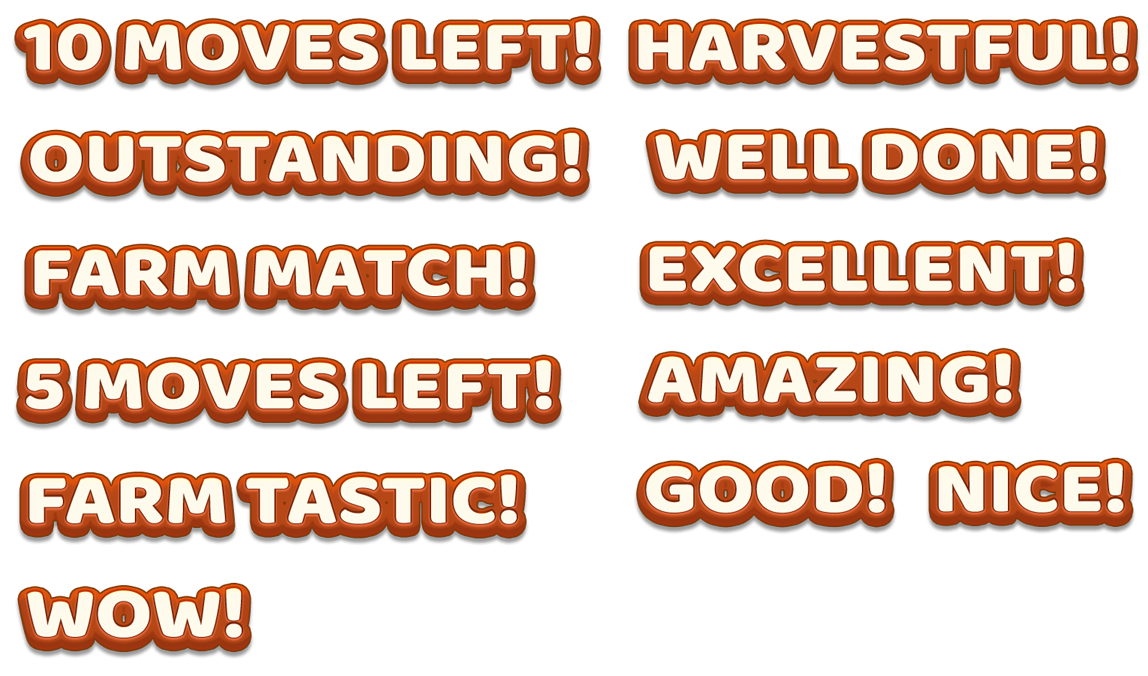 10 MOVES LEFT!
HARVESTFUL!
OUTSTANDING!
WELL DONE!
FARM MATCH!
EXCELLENT!
5 MOVES LEFT!
AMAZING!
FARM TASTIC!
GOOD!
NICE!
WOW!